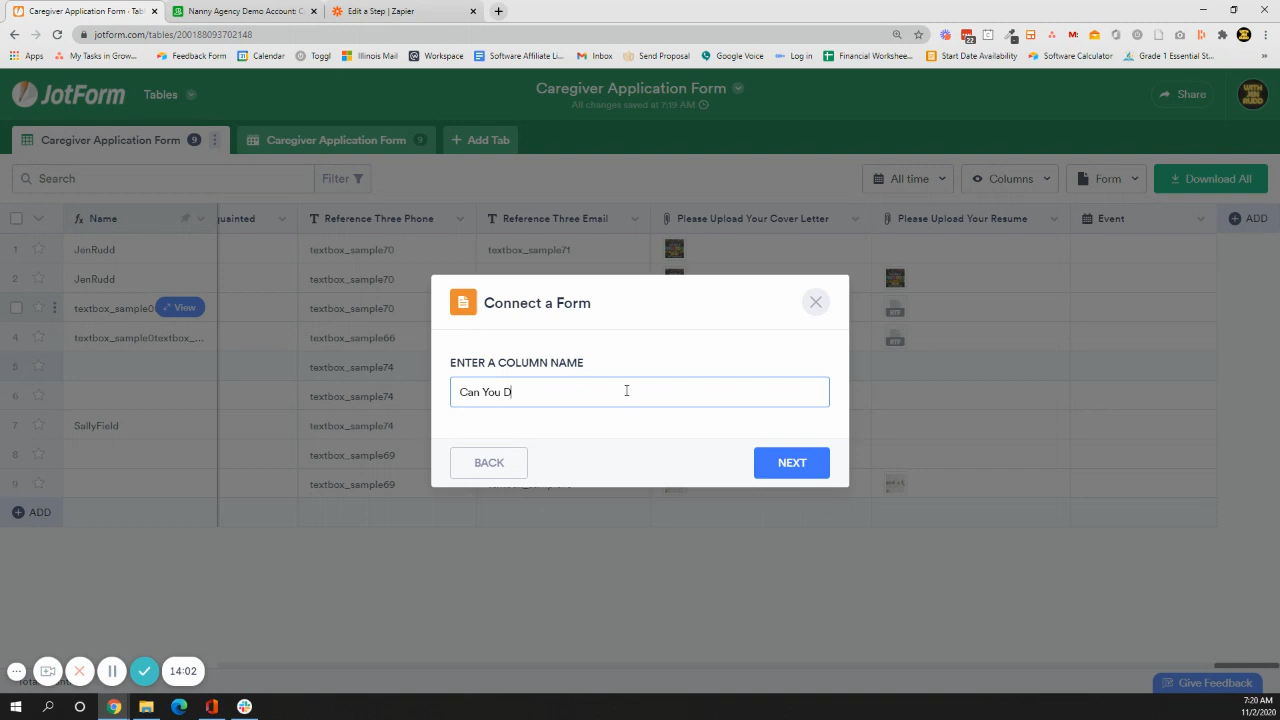 Caregiver Application Form - Tab
Nanny Agency Demo Account: C
Edit a Step | Zapier
jotform.com/tables/200188093702148
Apps
My Tasks in Grow...
Feedback Form
Calendar
Toggl
Illinois Mail
Workspace
Software Affiliate Li...
Inbox
Send Proposal
Google Voice
Log in
Financial Workshe...
Start Date Availability
Software Calculator
Grade 1 Essential St...
22
JotForm
Tables
Caregiver Application Form
All changes saved at 7:19 AM
Share
WITH JEN RUDD
Caregiver Application Form 9
Caregiver Application Form 9
+ Add Tab
Search
Filter
All time
Columns
Form
Download All
Name
quainted
Reference Three Phone
Reference Three Email
Please Upload Your Cover Letter
Please Upload Your Resume
Event
ADD
1 JenRudd textbox_sample70 textbox_sample71
2 JenRudd textbox_sample70
3 textbox_sample0 View textbox_sample70
4 textbox_sample0textbox_... textbox_sample66
5 textbox_sample74
6 textbox_sample74
7 SallyField textbox_sample74
8 textbox_sample69
9 textbox_sample69
ADD
Connect a Form
ENTER A COLUMN NAME
Can You D
BACK
NEXT
14:02
Give Feedback
7:20 AM
11/2/2020